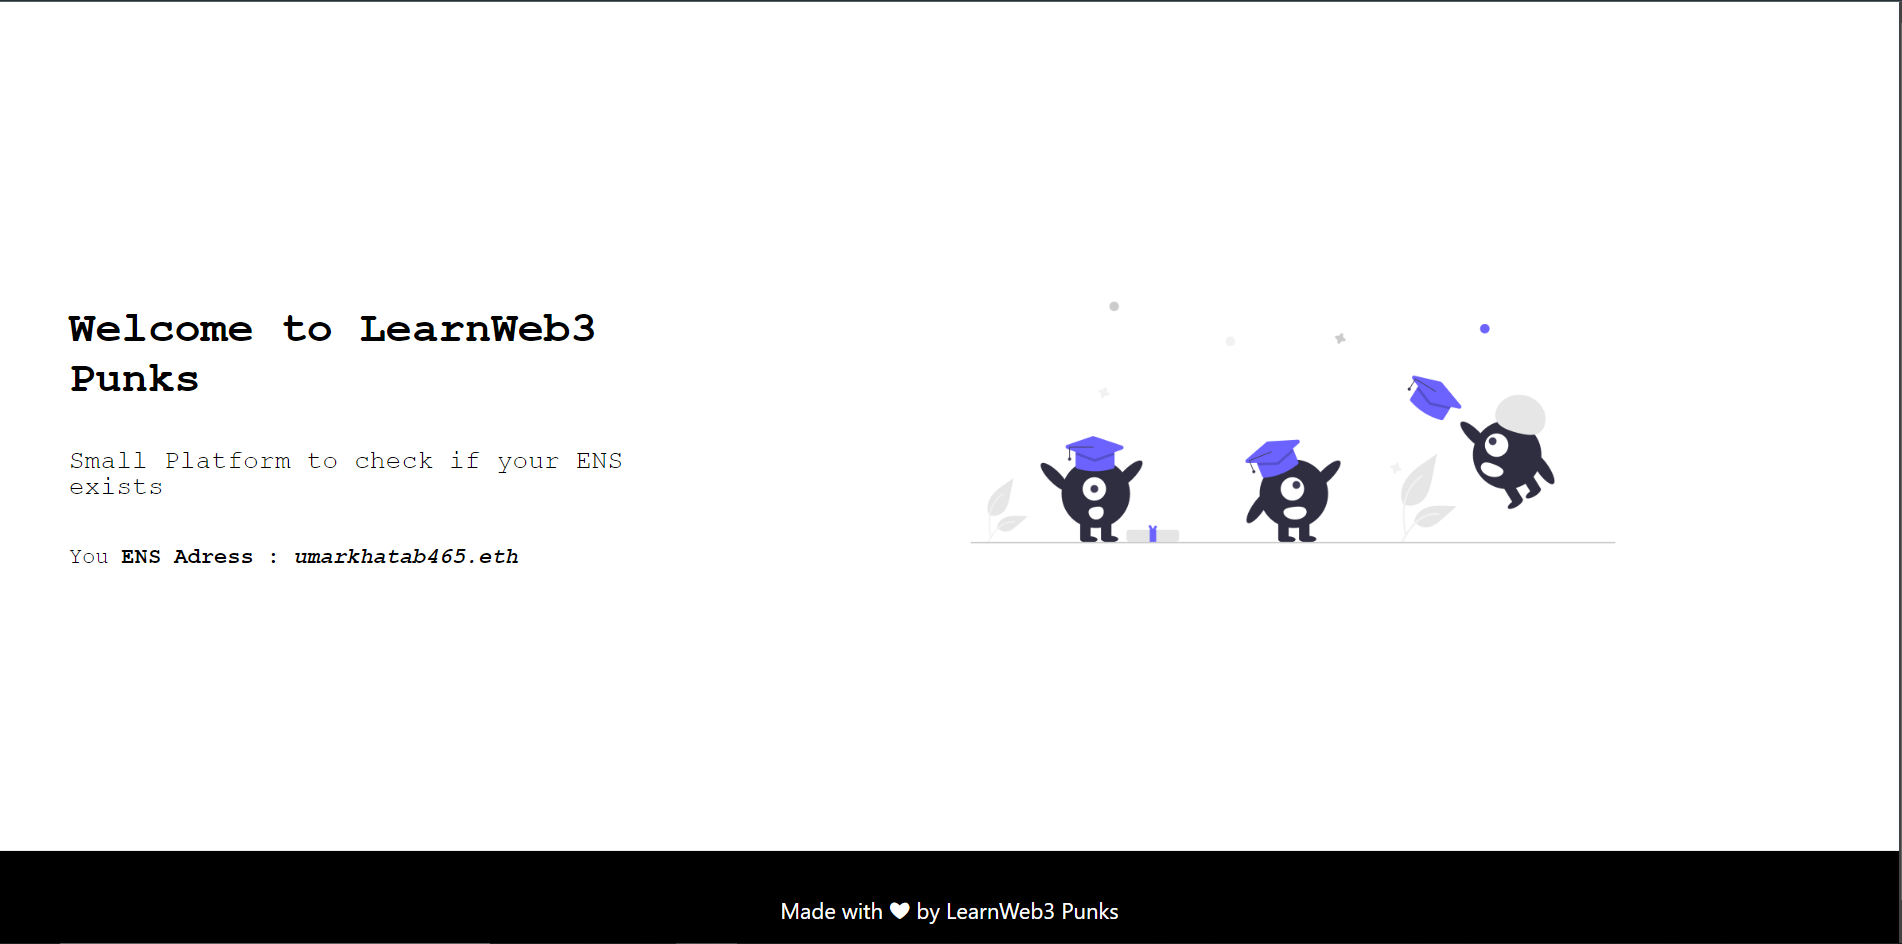 Welcome to LearnWeb3
Punks
Small Platform to check if your ENS
exists
You ENS Adress : umarkhatab465.eth
Made with ♥ by LearnWeb3 Punks